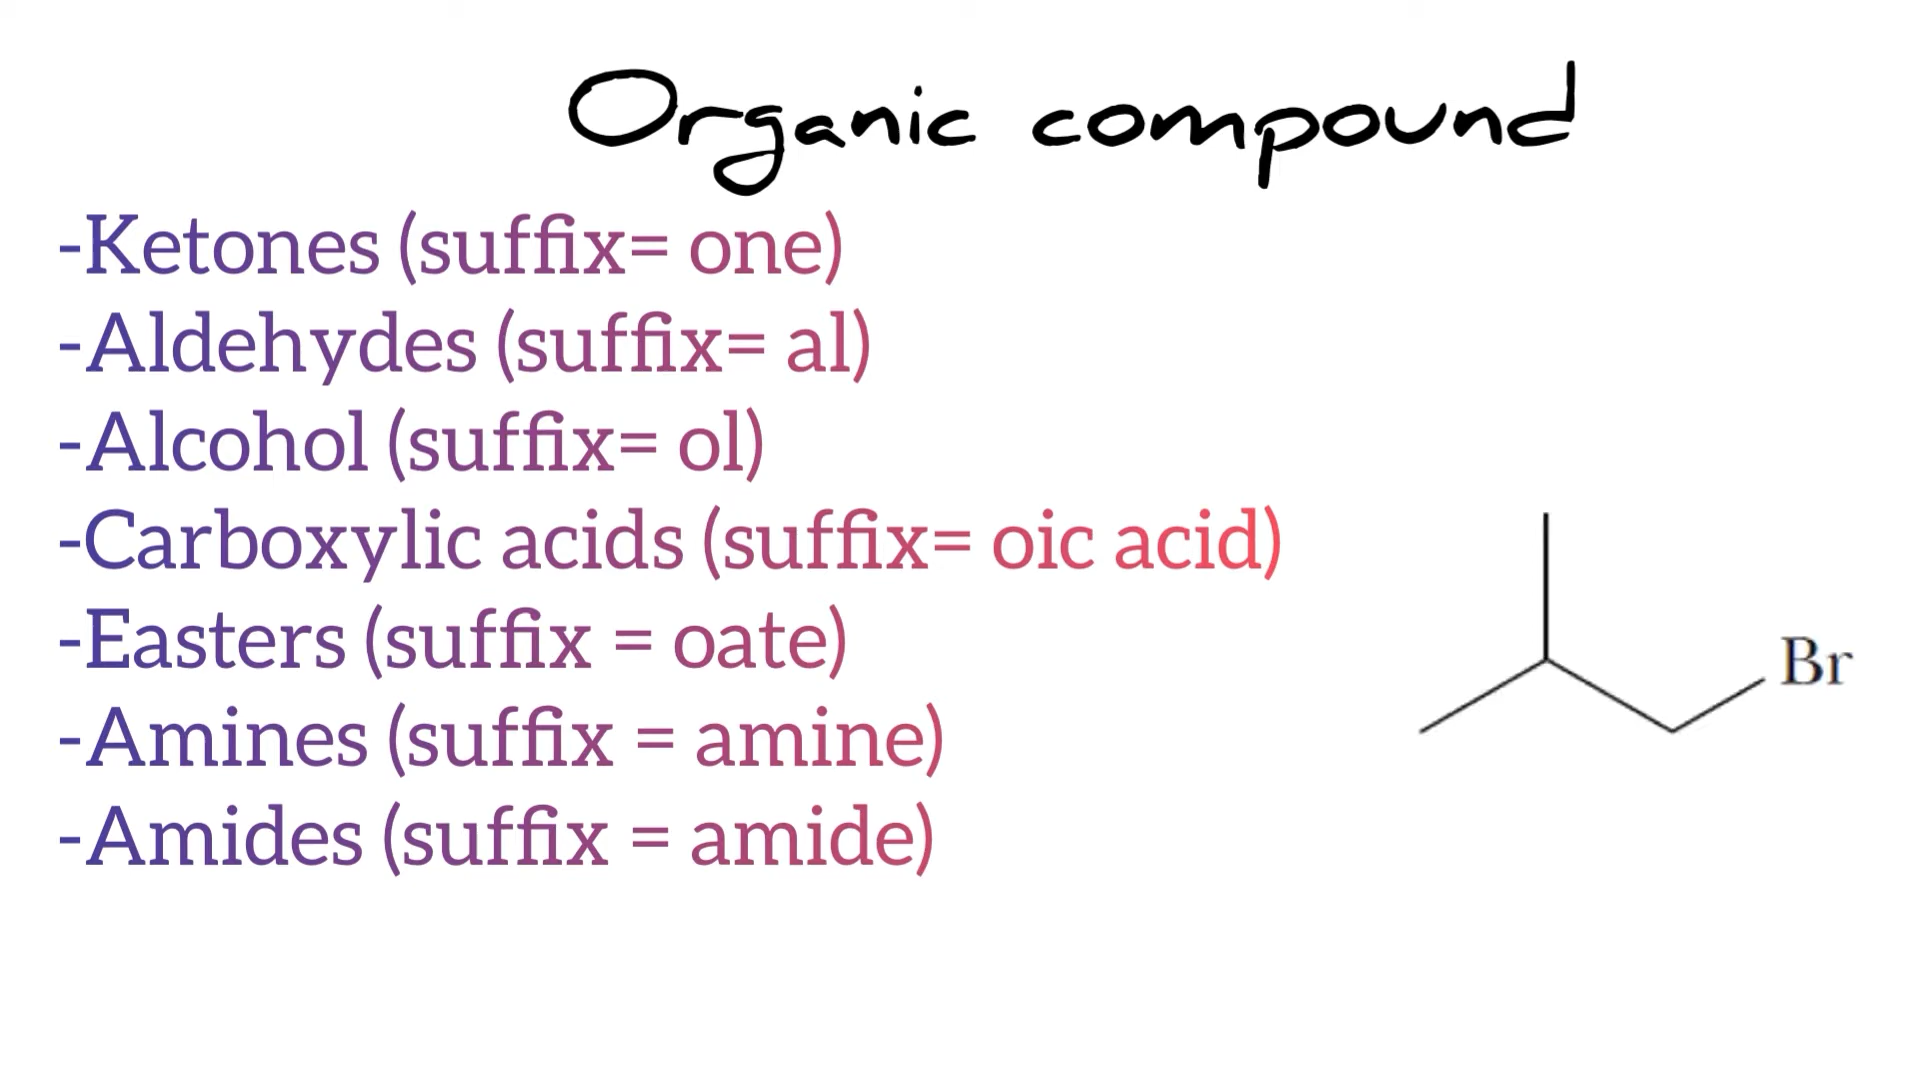 Organic compound
-Ketones (suffix= one)
-Aldehydes (suffix= al)
-Alcohol (suffix= ol)
-Carboxylic acids (suffix= oic acid)
-Easters (suffix = oate)
-Amines (suffix = amine)
-Amides (suffix = amide)
Br